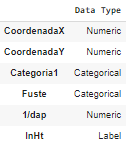 Data Type
CoordenadaX Numeric
CoordenadaY Numeric
Categoria1 Categorical
Fuste Categorical
1/dap Numeric
lnHt Label